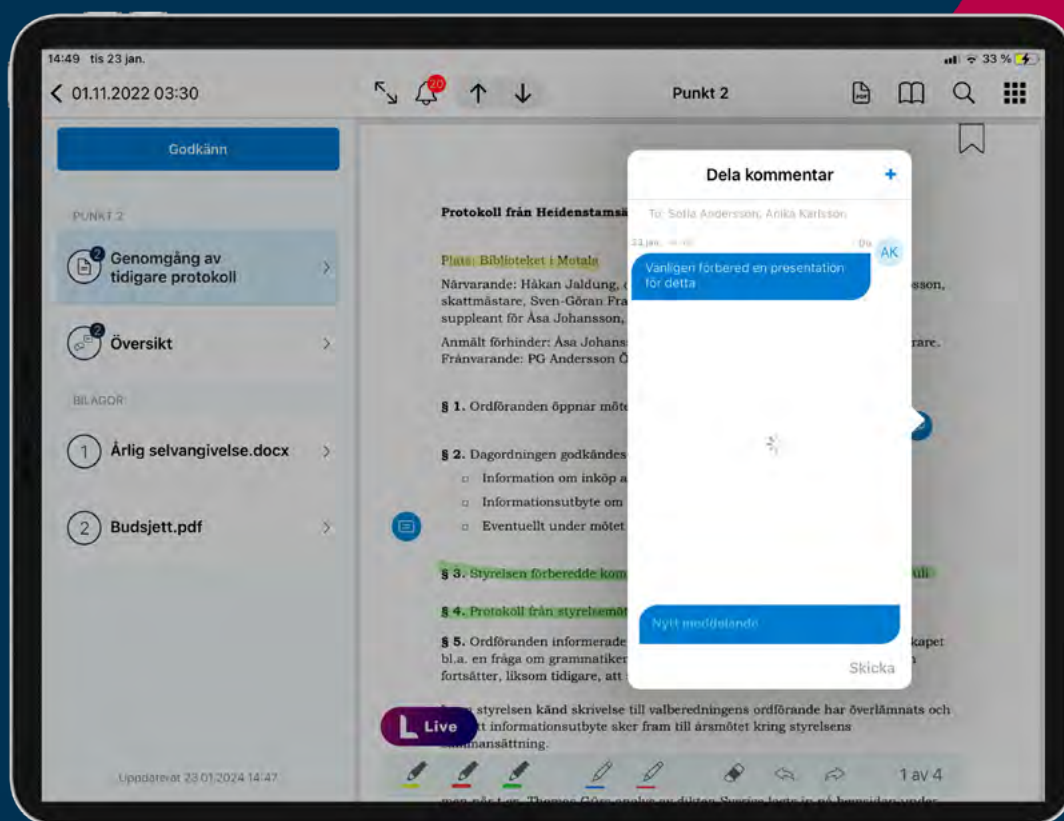 14:49 tis 23 jan.
33 %
01.11.2022 03:30
20
Punkt 2
PDF
Godkänn
PUNKT 2
2
Genomgång av
tidigare protokoll
2
Översikt
BILAGOR
1 Årlig selvangivelse.docx
2 Budsjett.pdf
Uppdaterat 23.01.2024 14:47
Protokoll från Heidenstamsä
Plats: Biblioteket i Motala
Närvarande: Håkan Jaldung,
sson,
skattmästare, Sven-Göran Fra
suppleant för Åsa Johansson,
Anmält förhinder: Åsa Johans
rare.
Frånvarande: PG Andersson Ö
§ 1. Ordföranden öppnar möte
§ 2. Dagordningen godkändes
Information om inköp a
Informationsutbyte om
Eventuellt under mötet
§ 3. Styrelsen förberedde kom
uli
§ 4. Protokoll från styrelsemöt
§ 5. Ordföranden informerade
kapet
bl.a. en fråga om grammatiker
fortsätter, liksom tidigare, att
styrelsen känd skrivelse till valberedningens ordförande har överlämnats och
tt informationsutbyte sker fram till årsmötet kring styrelsens
mmansättning.
Live
1 av 4
Dela kommentar +
To: Sofia Andersson, Anika Karlsson
23 jan.
Du
AK
Vänligen förbered en presentation
för detta
Nytt meddelande
Skicka